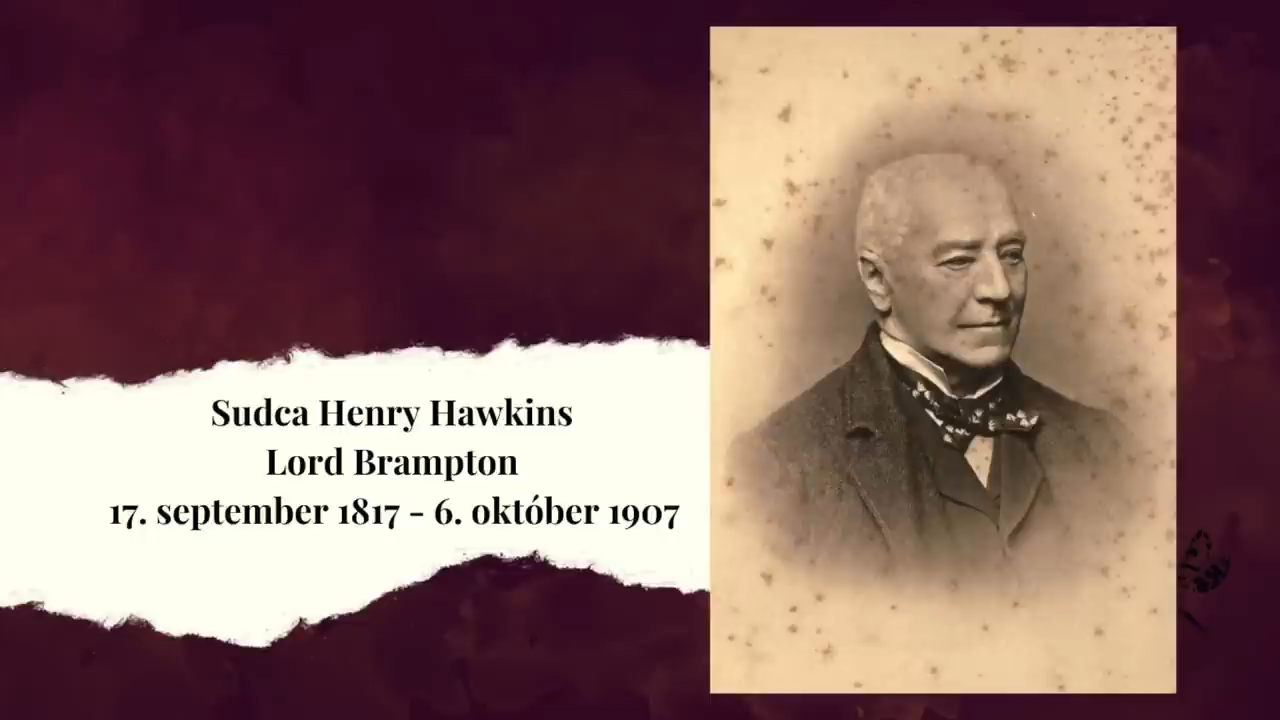 Sudca Henry Hawkins
Lord Brampton
17. september 1817 - 6. október 1907